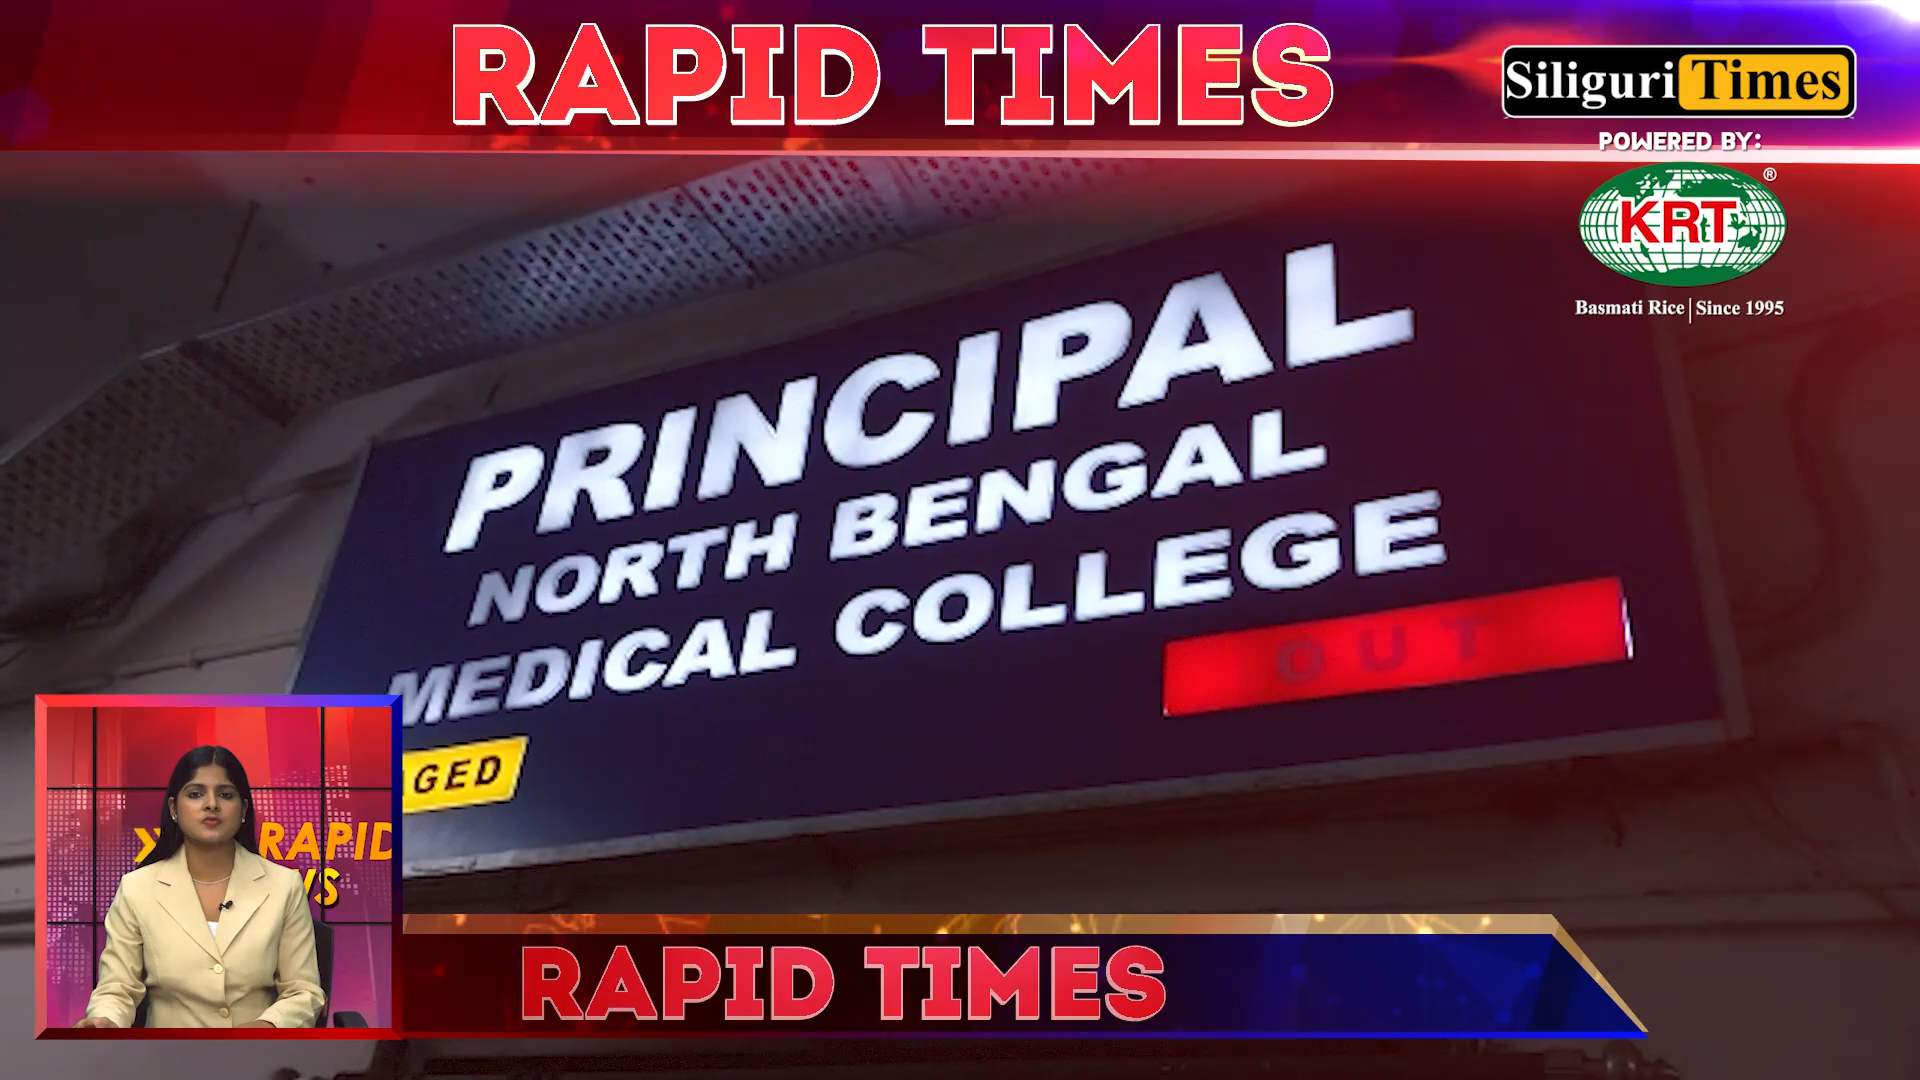 RAPID TIMES
Siliguri Times
POWERED BY:
KRT
®
Basmati Rice | Since 1995
PRINCIPAL
NORTH BENGAL
MEDICAL COLLEGE
OUT
GED
RAPID
RAPID TIMES